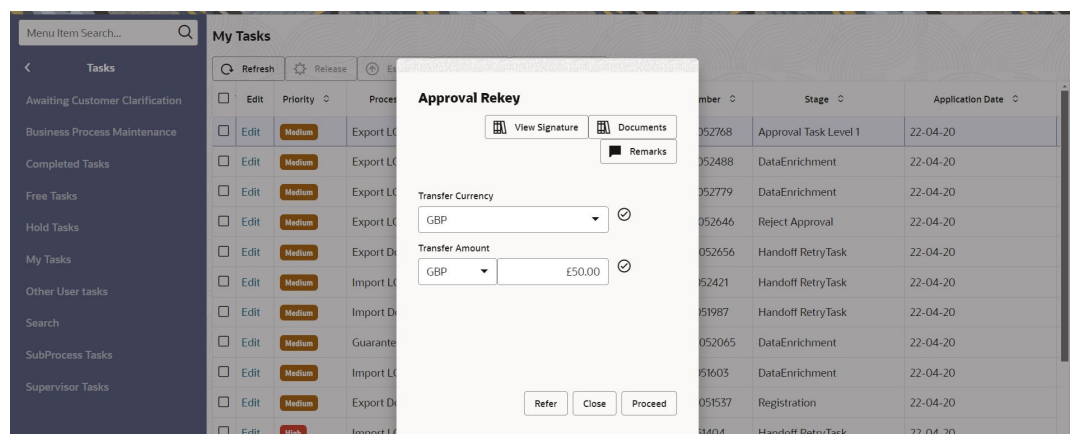 Menu Item Search...
Tasks
Awaiting Customer Clarification
Business Process Maintenance
Completed Tasks
Free Tasks
Hold Tasks
My Tasks
Other User tasks
Search
SubProcess Tasks
Supervisor Tasks
My Tasks
Refresh Release Es
Edit Priority Proces mber Stage Application Date
Edit Medium Export LC 052768 Approval Task Level 1 22-04-20
Edit Medium Export LC 052488 DataEnrichment 22-04-20
Edit Medium Export LC 052779 DataEnrichment 22-04-20
Edit Medium Export LC 052646 Reject Approval 22-04-20
Edit Medium Export Do 052656 Handoff RetryTask 22-04-20
Edit Medium Import LC 052421 Handoff RetryTask 22-04-20
Edit Medium Import Do 051987 Handoff RetryTask 22-04-20
Edit Medium Guarante 052065 DataEnrichment 22-04-20
Edit Medium Import LC 051603 DataEnrichment 22-04-20
Edit Medium Export Do 051537 Registration 22-04-20
Edit High Import LC 51404 Handoff RetryTask 22-04-20
Approval Rekey
View Signature Documents
Remarks
Transfer Currency
GBP
Transfer Amount
GBP £50.00
Refer Close Proceed